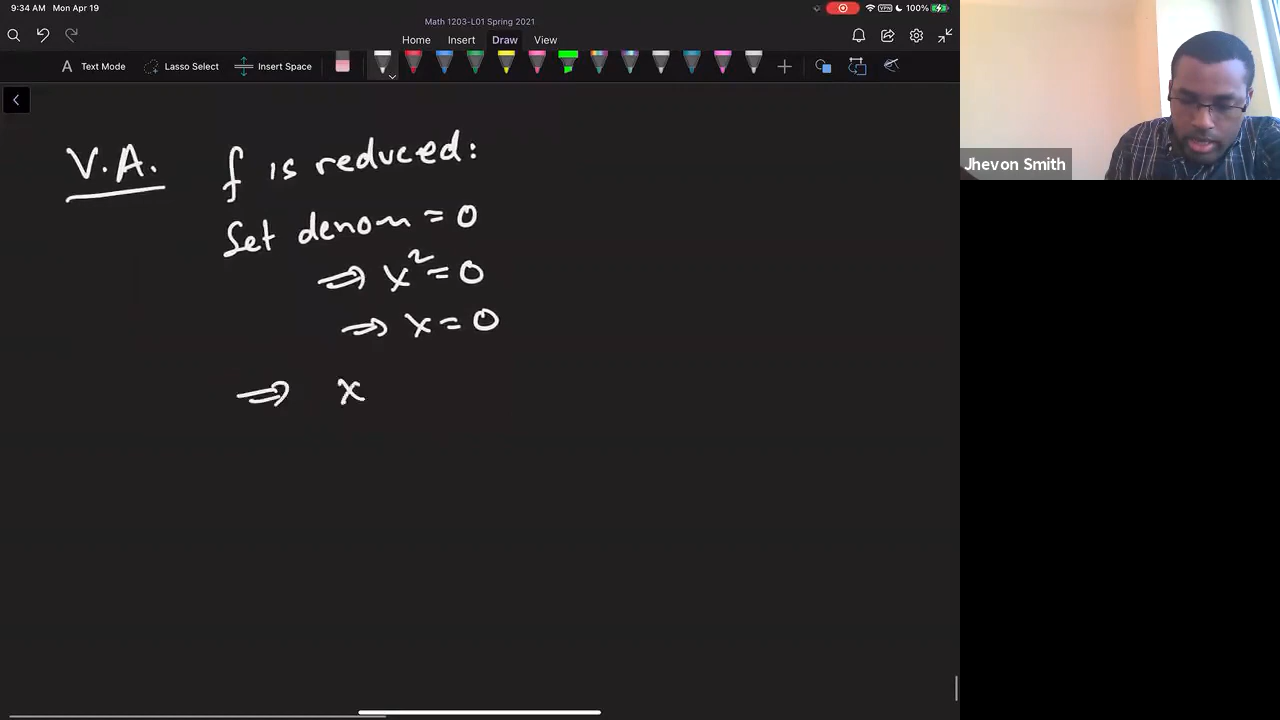 9:34 AM Mon Apr 19
VPN 100%
Math 1203-L01 Spring 2021
Home Insert Draw View
A Text Mode Lasso Select Insert Space
Jhevon Smith
V.A. f is reduced:
Set denom = 0
⇒ x² = 0
⇒ x = 0
⇒ x